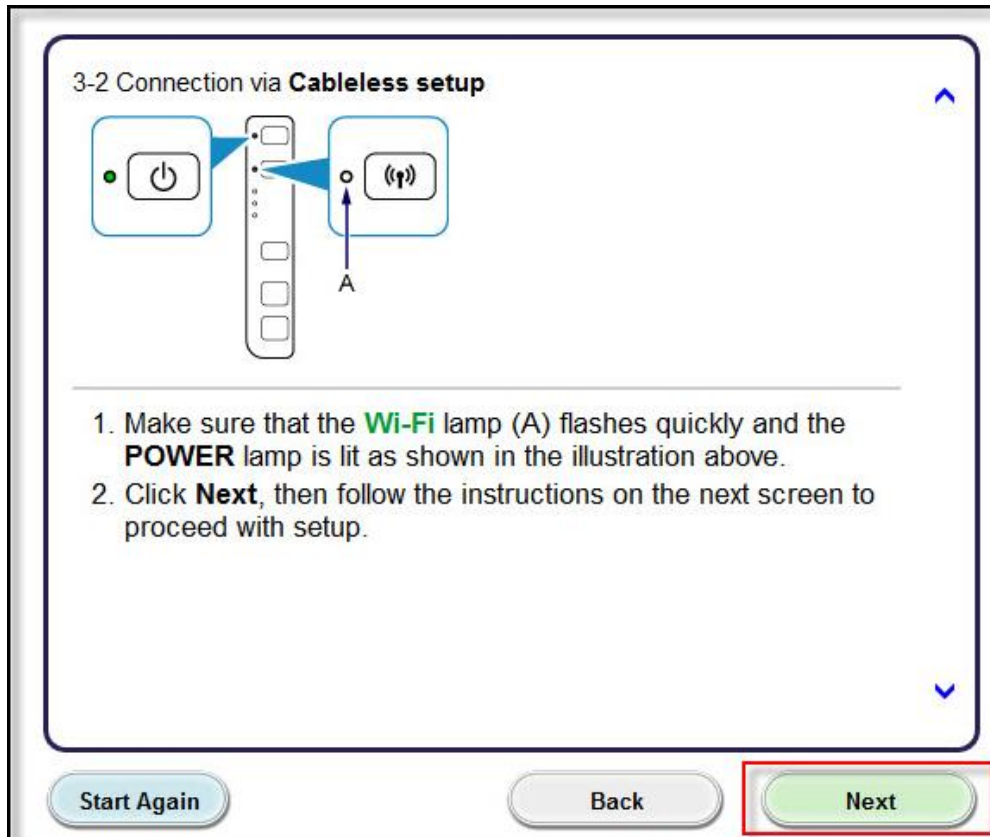 3-2 Connection via Cableless setup
A
1. Make sure that the Wi-Fi lamp (A) flashes quickly and the
POWER lamp is lit as shown in the illustration above.
2. Click Next, then follow the instructions on the next screen to
proceed with setup.
Start Again
Back
Next